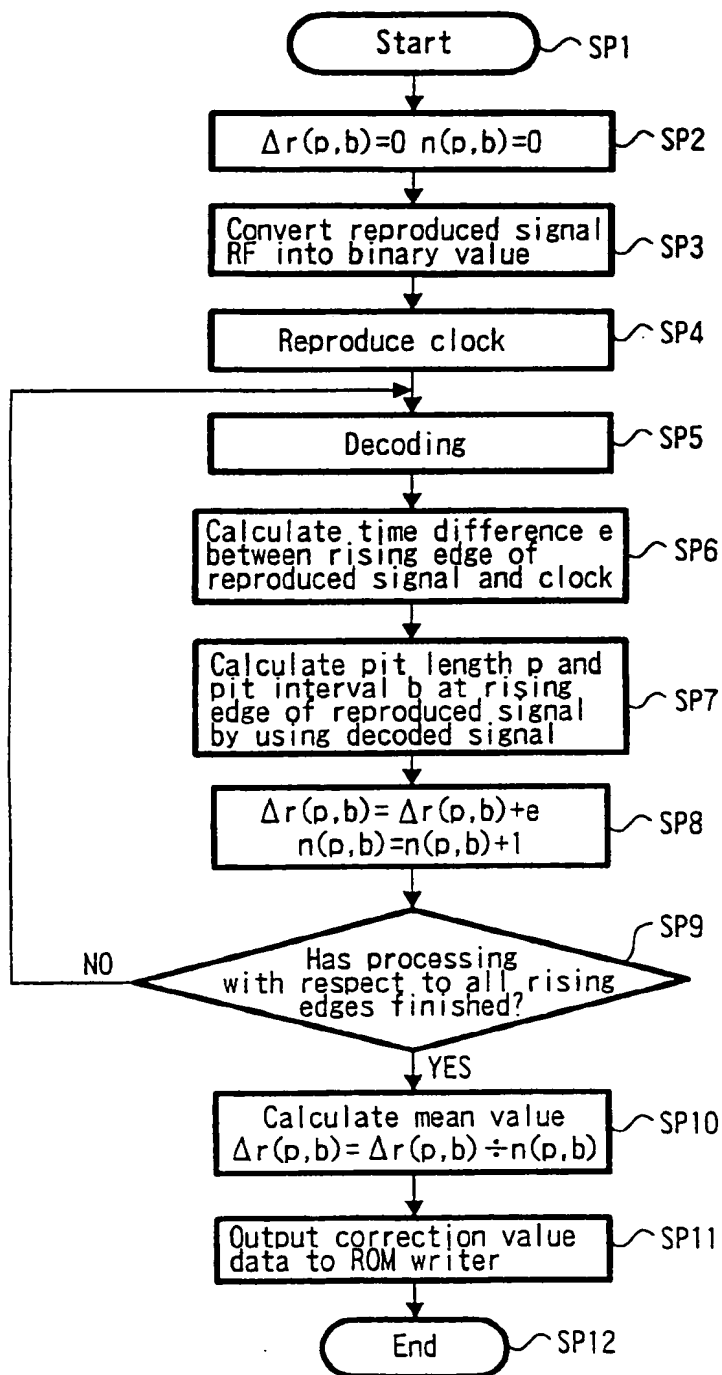 Start
SP1
Δr(p,b)=0 n(p,b)=0
SP2
Convert reproduced signal
RF into binary value
SP3
Reproduce clock
SP4
Decoding
SP5
Calculate time difference e
between rising edge of
reproduced signal and clock
SP6
Calculate pit length p and
pit interval b at rising
edge of reproduced signal
by using decoded signal
SP7
Δr(p,b)=Δr(p,b)+e
n(p,b)=n(p,b)+1
SP8
Has processing
with respect to all rising
edges finished?
SP9
NO
YES
Calculate mean value
Δr(p,b)=Δr(p,b)÷n(p,b)
SP10
Output correction value
data to ROM writer
SP11
End
SP12